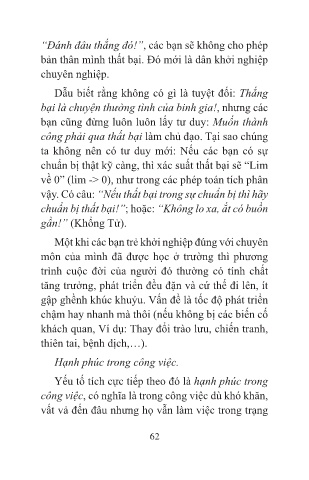 “Đánh đâu thắng đó!”, các bạn sẽ không cho phép
bản thân mình thất bại. Đó mới là dân khởi nghiệp
chuyên nghiệp.
Dẫu biết rằng không có gì là tuyệt đối: Thắng
bại là chuyện thường tình của binh gia!, nhưng các
bạn cũng đừng luôn luôn lấy tư duy: Muốn thành
công phải qua thất bại làm chủ đạo. Tại sao chúng
ta không nên có tư duy mới: Nếu các bạn có sự
chuẩn bị thật kỹ càng, thì xác suất thất bại sẽ “Lim
về 0” (lim -> 0), như trong các phép toán tích phân
vậy. Có câu: “Nếu thất bại trong sự chuẩn bị thì hãy
chuẩn bị thất bại!”; hoặc: “Không lo xa, ắt có buồn
gần!” (Khổng Tử).
Một khi các bạn trẻ khởi nghiệp đúng với chuyên
môn của mình đã được học ở trường thì phương
trình cuộc đời của người đó thường có tính chất
tăng trưởng, phát triển đều đặn và cứ thế đi lên, ít
gập ghềnh khúc khuỷu. Vấn đề là tốc độ phát triển
chậm hay nhanh mà thôi (nếu không bị các biến cố
khách quan, Ví dụ: Thay đổi trào lưu, chiến tranh,
thiên tai, bệnh dịch,…).
Hạnh phúc trong công việc.
Yếu tố tích cực tiếp theo đó là hạnh phúc trong
công việc, có nghĩa là trong công việc dù khó khăn,
vất vả đến đâu nhưng họ vẫn làm việc trong trạng
62